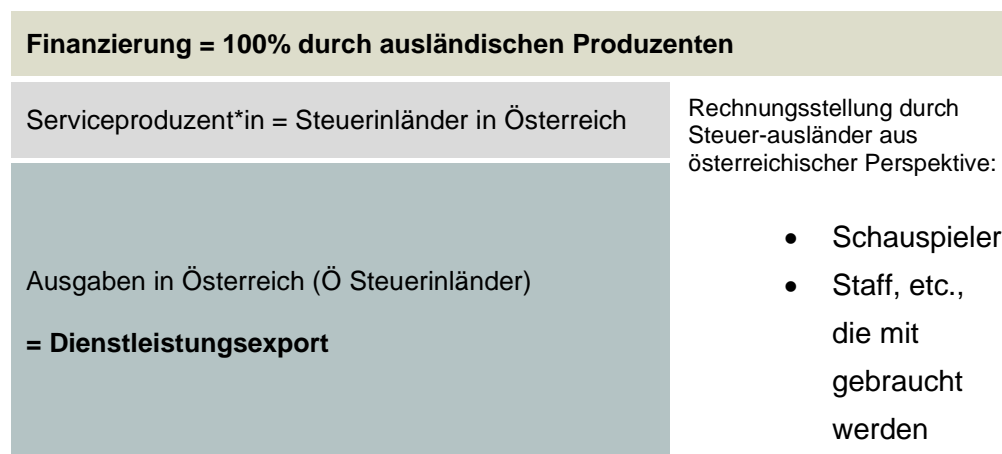 Finanzierung = 100% durch ausländischen Produzenten
Serviceproduzent*in = Steuerinländer in Österreich
Rechnungsstellung durch
Steuer-ausländer aus
österreichischer Perspektive:
• Schauspieler
• Staff, etc.,
die mit
gebraucht
werden
Ausgaben in Österreich (Ö Steuerinländer)
= Dienstleistungsexport